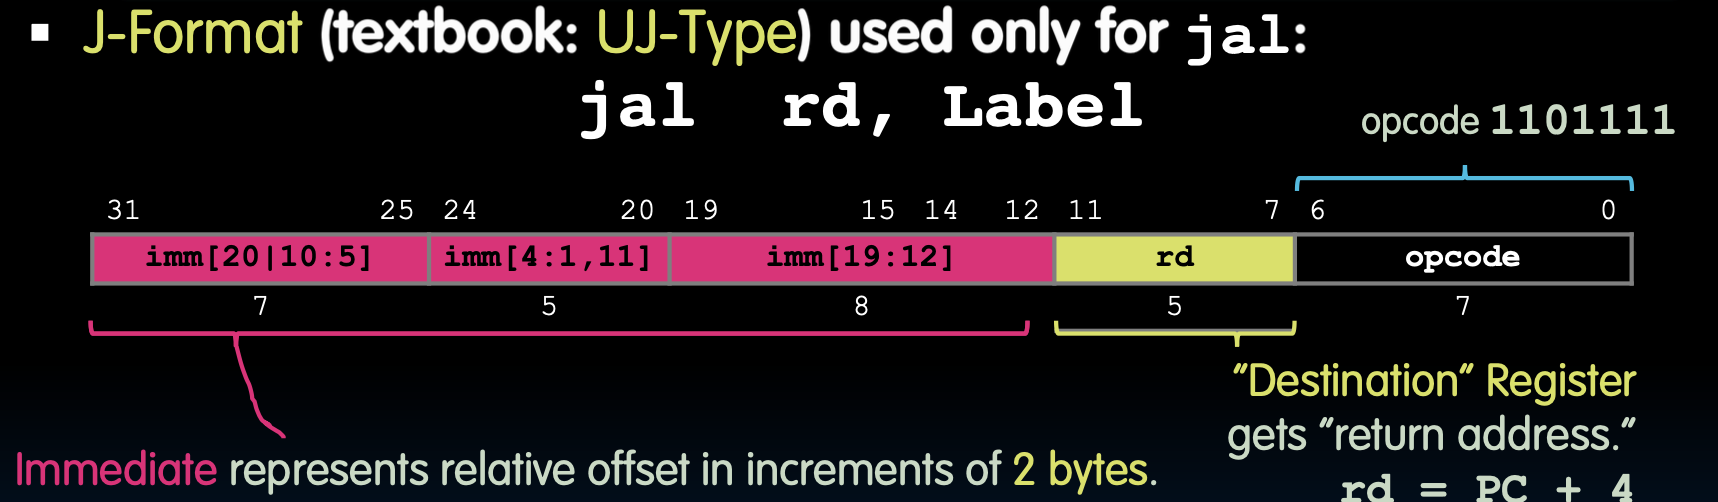 ▪ J-Format (textbook: UJ-Type) used only for jal:
jal rd, Label
opcode 1101111
31 25 24 20 19 15 14 12 11 7 6 0
imm[20|10:5] imm[4:1,11] imm[19:12] rd opcode
7 5 8 5 7
"Destination" Register
gets "return address."
Immediate represents relative offset in increments of 2 bytes.
rd = PC + 4